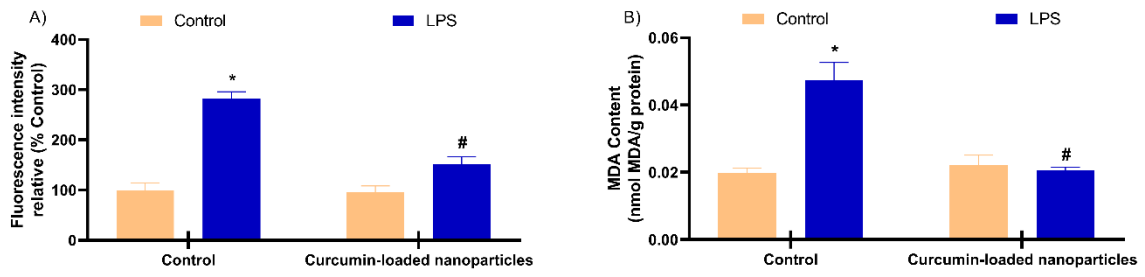 A)
Control
LPS
Fluorescence intensity
relative (% Control)
400
300
200
100
0
*
#
Control
Curcumin-loaded nanoparticles
B)
Control
LPS
MDA Content
(nmol MDA/g protein)
0.06
0.04
0.02
0.00
*
#
Control
Curcumin-loaded nanoparticles